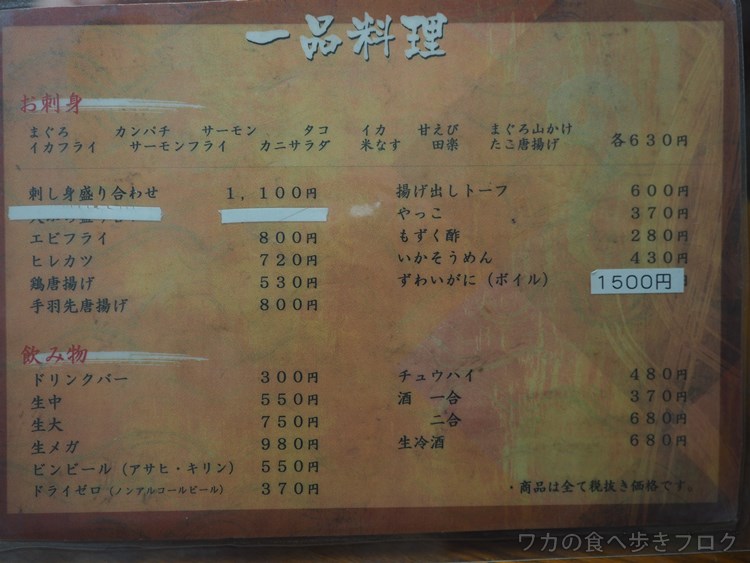 一品料理
お刺身
まぐろ カンパチ サーモン タコ イカ 甘えび まぐろ山かけ
イカフライ サーモンフライ カニサラダ 米なす 田楽 たこ唐揚げ 各630円
刺し身盛り合わせ 1,100円
エビフライ 800円
ヒレカツ 720円
鶏唐揚げ 530円
手羽先唐揚げ 800円
揚げ出しトーフ 600円
やっこ 370円
もずく酢 280円
いかそうめん 430円
ずわいがに(ボイル) 1500円
飲み物
ドリンクバー 300円
生中 550円
生大 750円
生メガ 980円
ビンビール(アサヒ・キリン) 550円
ドライゼロ(ノンアルコールビール) 370円
チュウハイ 480円
酒 一合 370円
二合 680円
生冷酒 680円
・商品は全て税抜き価格です。
ワカの食べ歩きブログ